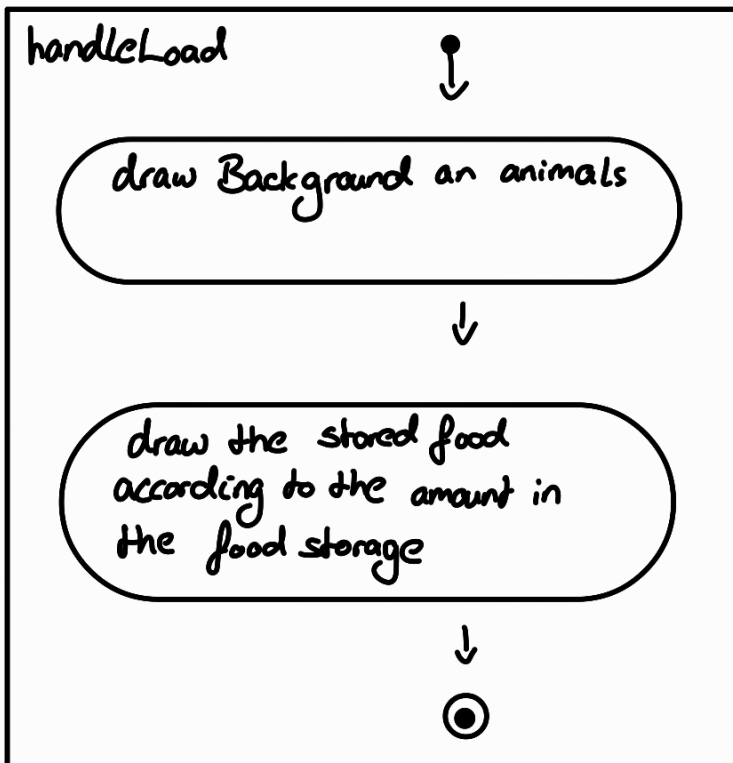 handleLoad
draw Background an animals
draw the stored food
according to the amount in
the food storage